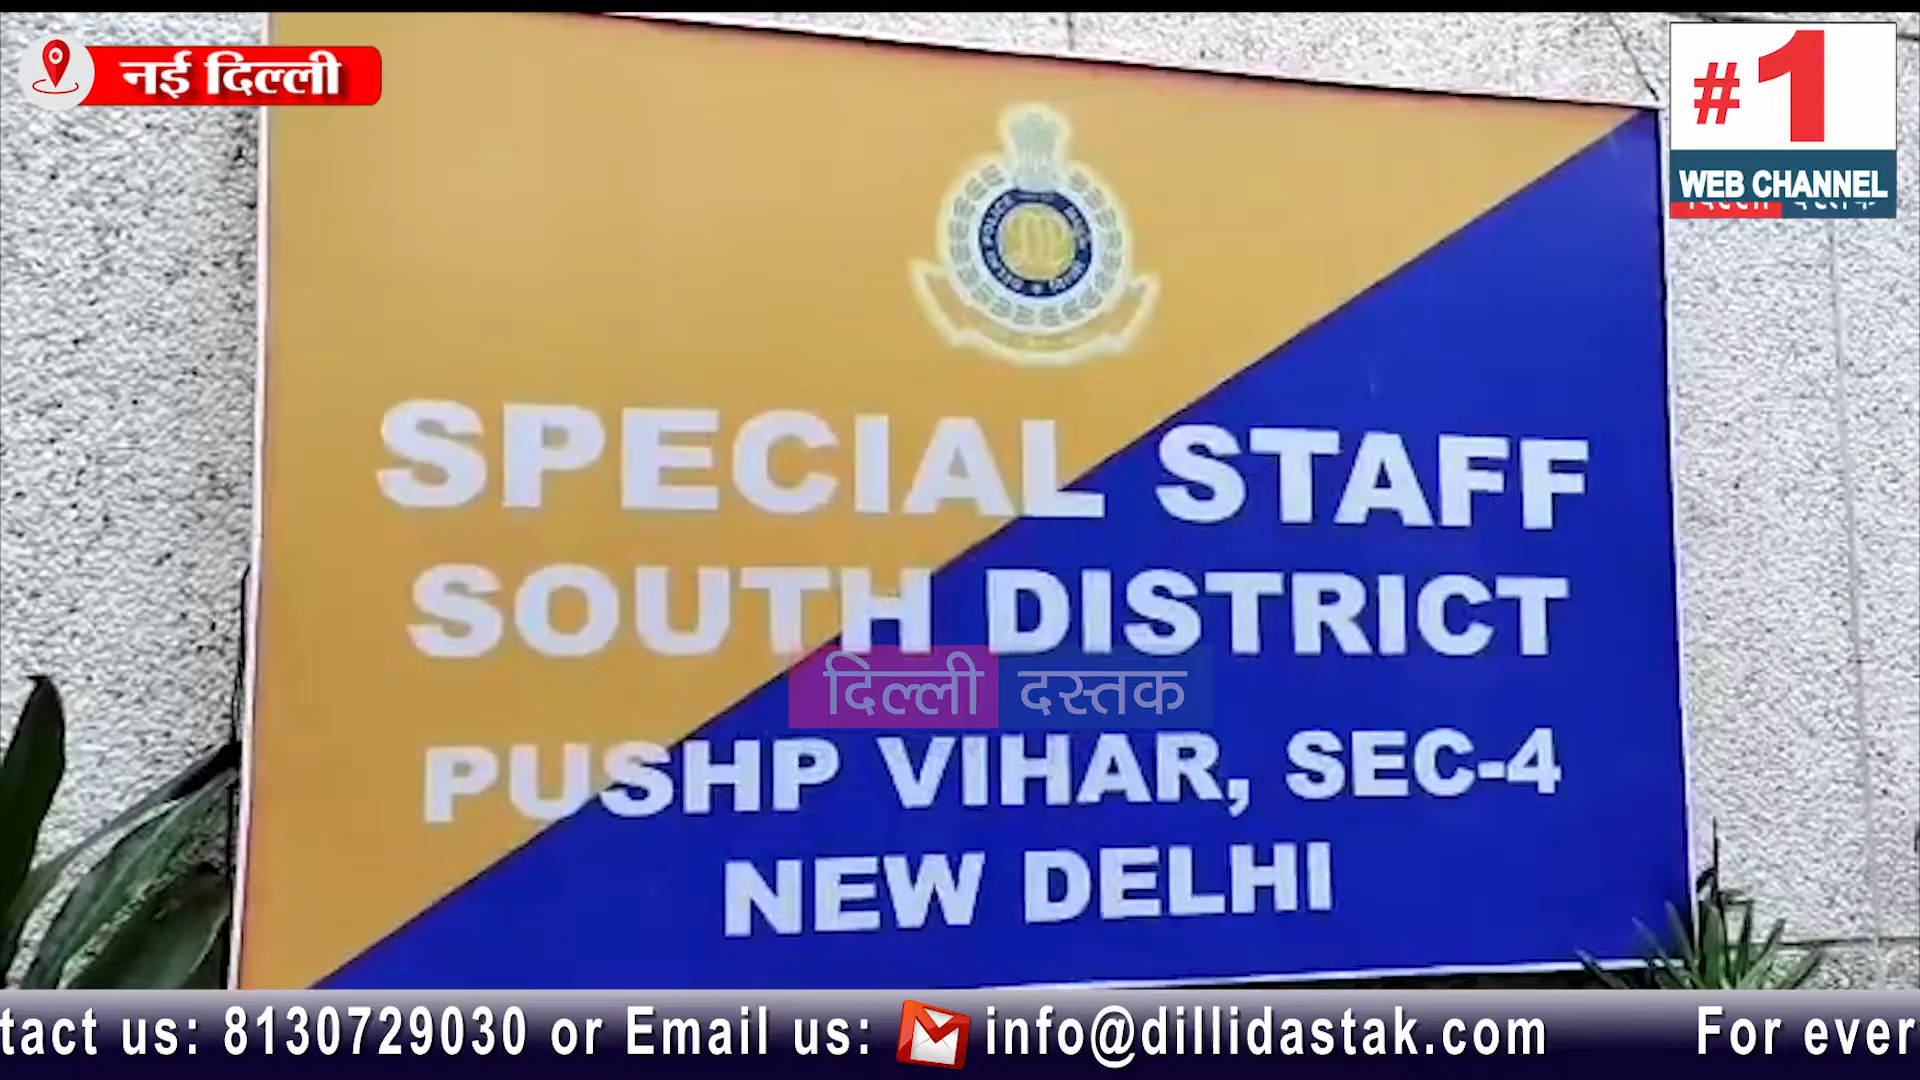 नई दिल्ली
#1
WEB CHANNEL
SPECIAL STAFF
SOUTH DISTRICT
दिल्ली दस्तक
PUSHP VIHAR, SEC-4
NEW DELHI
tact us: 8130729030 or Email us: info@dillidastak.com For ever